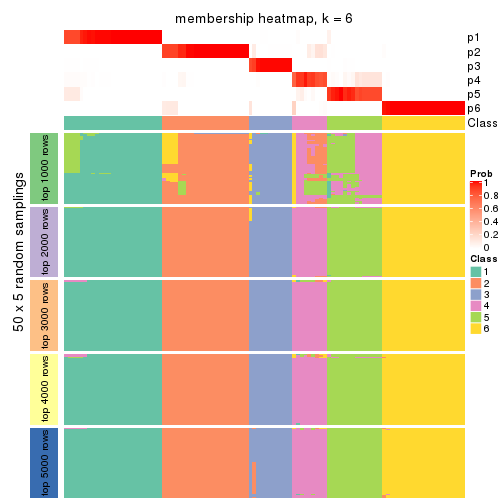 membership heatmap, k = 6
p1
p2
p3
p4
p5
p6
Class
50 x 5 random samplings
top 1000 rows
top 2000 rows
top 3000 rows
top 4000 rows
top 5000 rows
Prob
1
0.8
0.6
0.4
0.2
0
Class
1
2
3
4
5
6